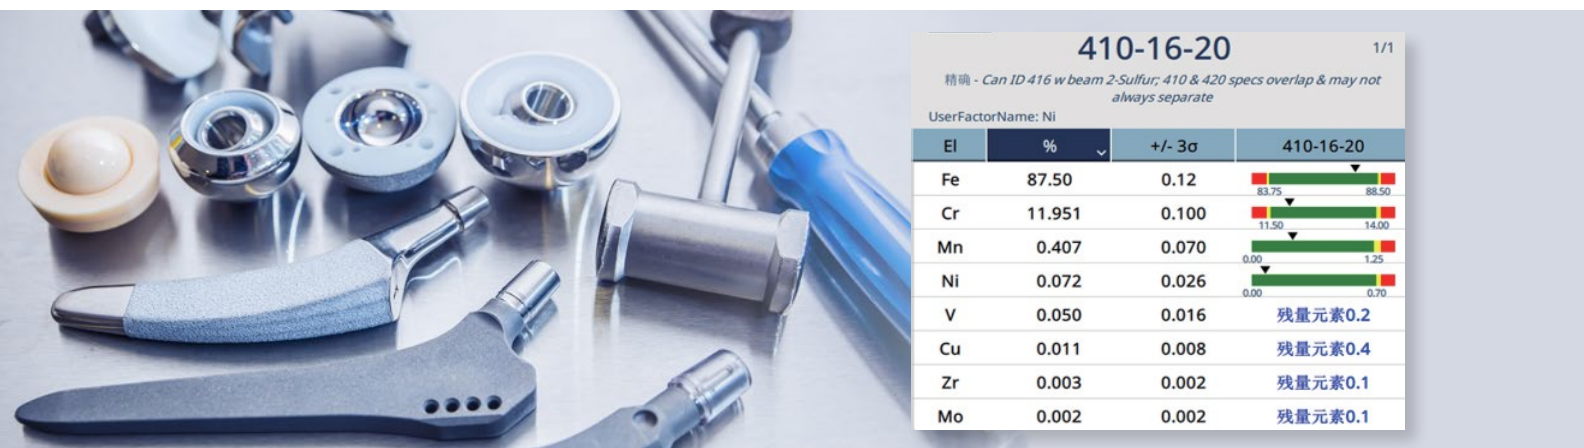 410-16-20
1/1
精确 - Can ID 416 w beam 2-Sulfur; 410 & 420 specs overlap & may not
always separate
UserFactorName: Ni
El % +/- 3σ 410-16-20
Fe 87.50 0.12 83.75 88.50
Cr 11.951 0.100 11.50 14.00
Mn 0.407 0.070 0.00 1.25
Ni 0.072 0.026 0.00 0.70
V 0.050 0.016 残量元素0.2
Cu 0.011 0.008 残量元素0.4
Zr 0.003 0.002 残量元素0.1
Mo 0.002 0.002 残量元素0.1